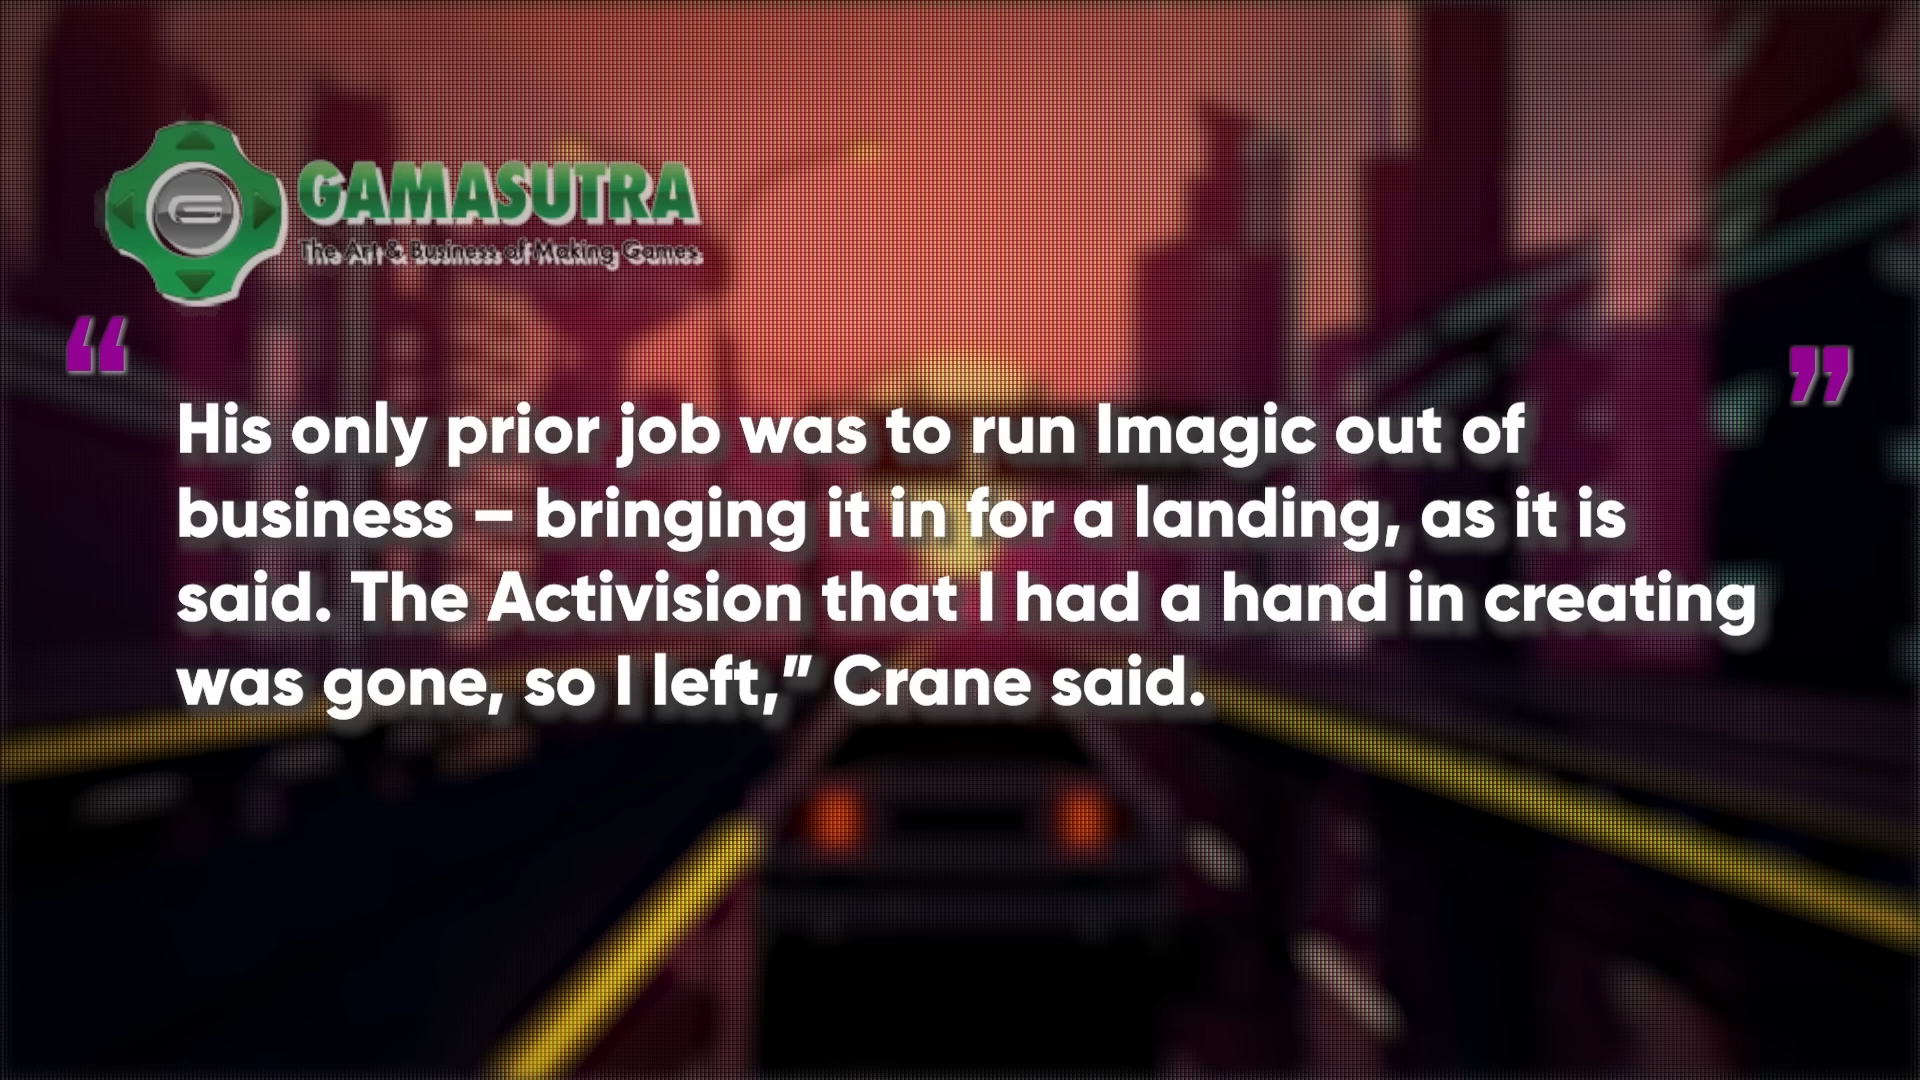 GAMASUTRA
The Art & Business of Making Games
“
”
His only prior job was to run Imagic out of
business – bringing it in for a landing, as it is
said. The Activision that I had a hand in creating
was gone, so I left,” Crane said.